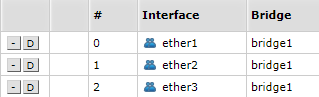 # Interface Bridge
- D 0 ether1 bridge1
- D 1 ether2 bridge1
- D 2 ether3 bridge1